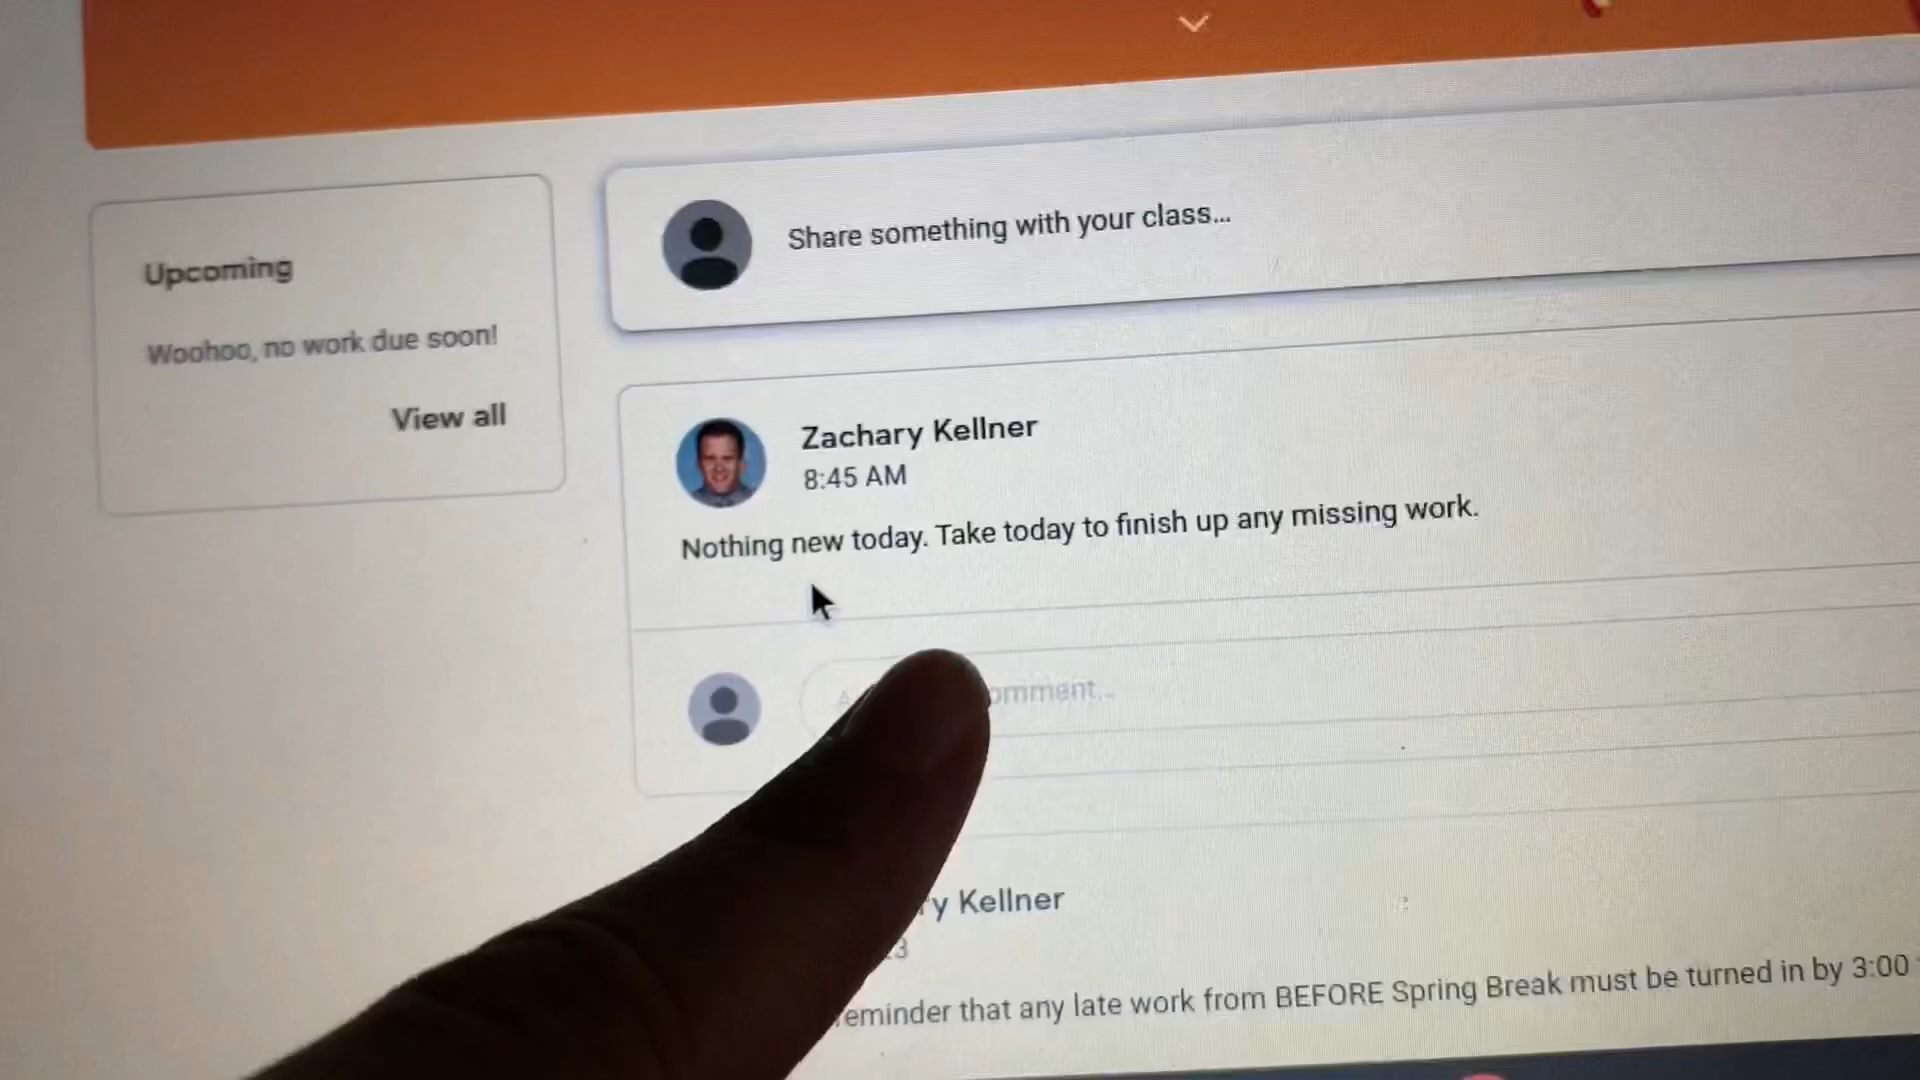 Share something with your class...
Upcoming
Woohoo, no work due soon!
View all
Zachary Kellner
8:45 AM
Nothing new today. Take today to finish up any missing work.
Kellner
that any late work from BEFORE Spring Break must be turned in by 3:00